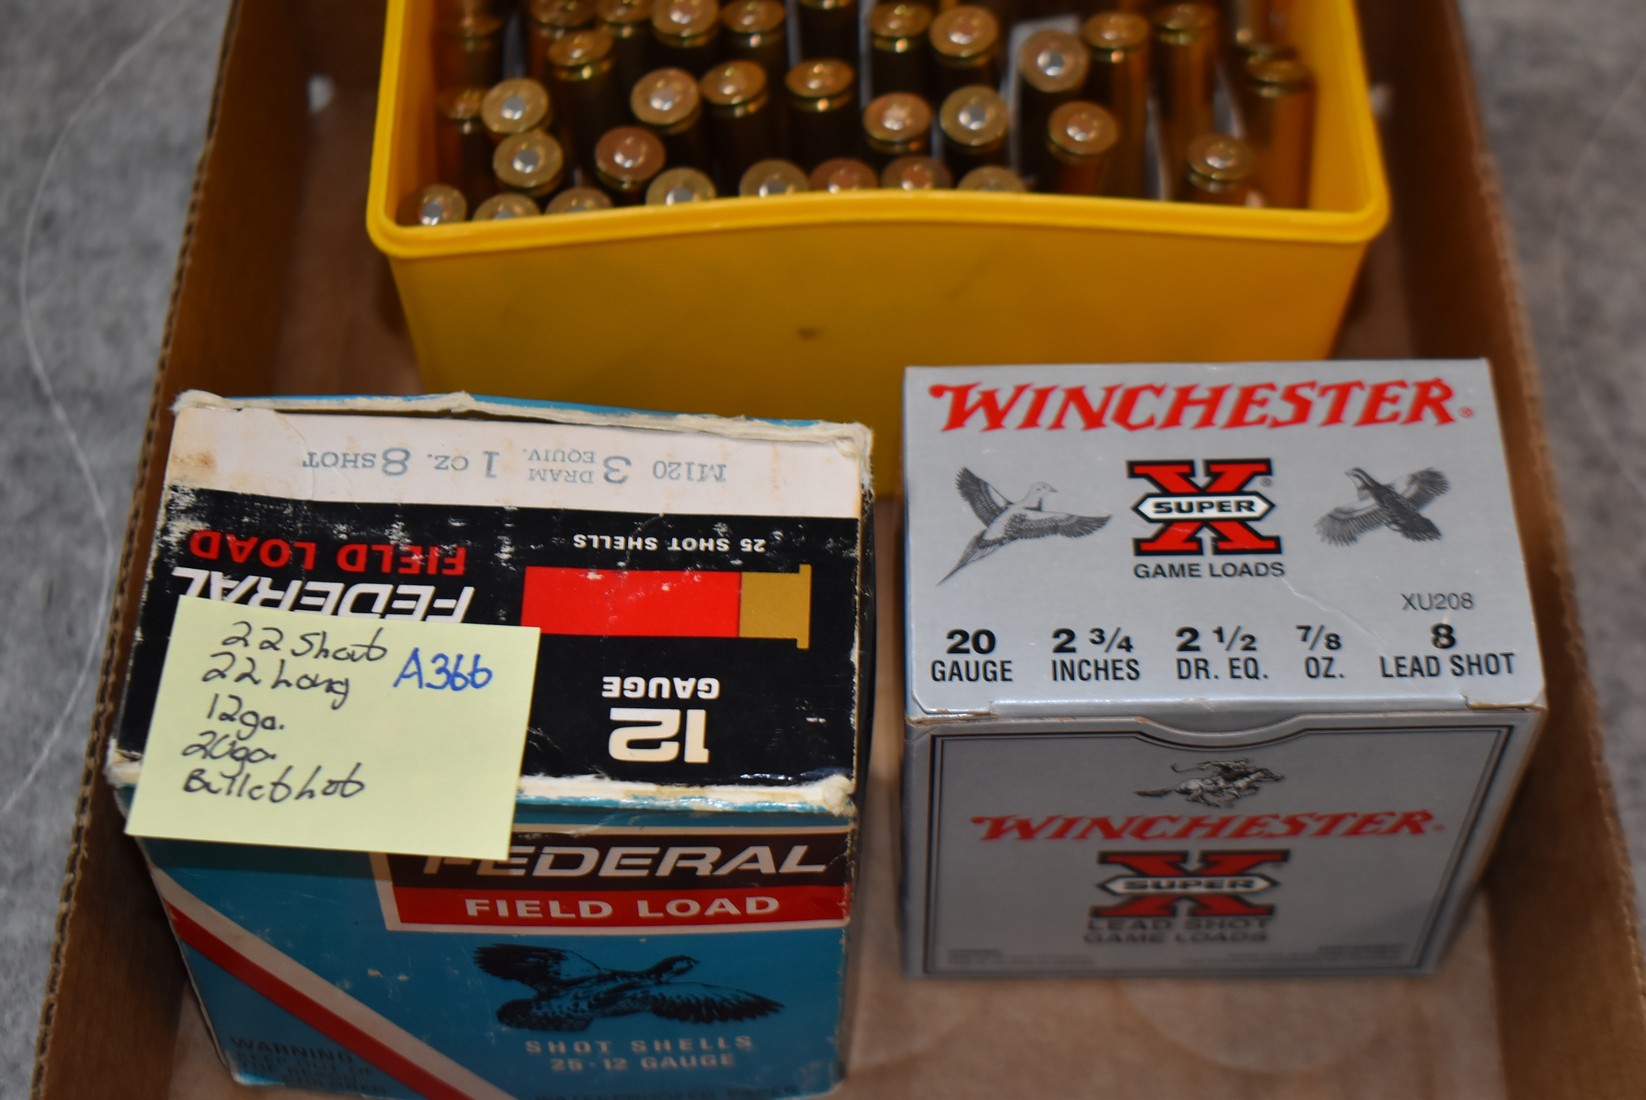 M120 3 DRAM EQUIV. 1 OZ. 8 SHOT
25 SHOT SHELLS
FEDERAL
FIELD LOAD
12
GAUGE
22 Short
22 Long A366
12ga.
20ga.
Bullet hot
FEDERAL
FIELD LOAD
SHOT SHELLS
25-12 GAUGE
WARNING
WINCHESTER®
SUPER X®
GAME LOADS
XU208
20 GAUGE 2 3/4 INCHES 2 1/2 DR. EQ. 7/8 OZ. 8 LEAD SHOT
WINCHESTER
SUPER X
LEAD SHOT
GAME LOADS